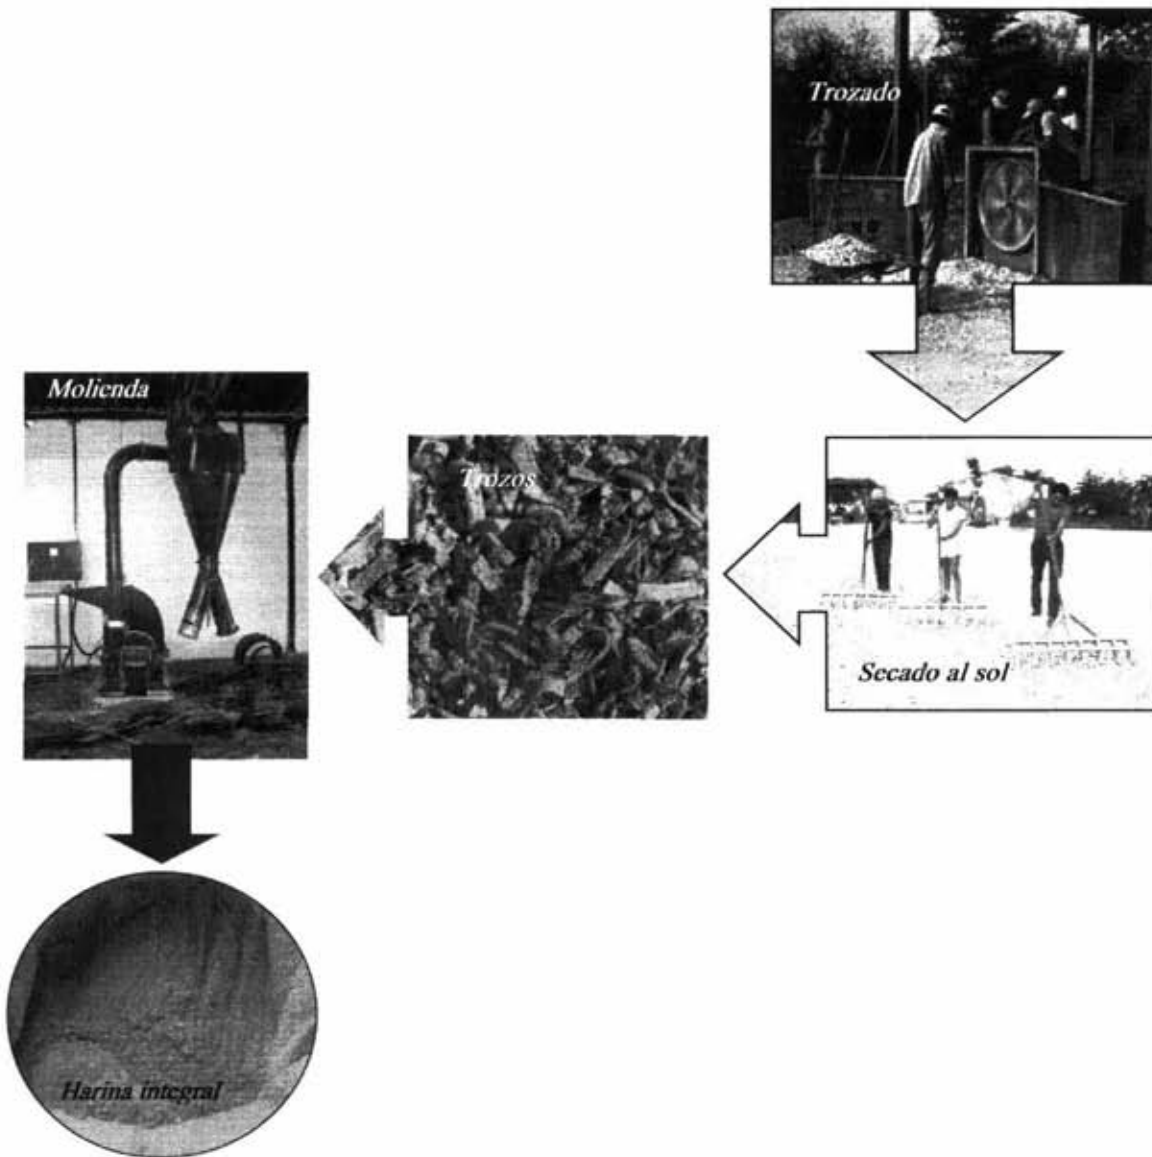 Trozado
Molienda
Trozos
Secado al sol
Harina integral